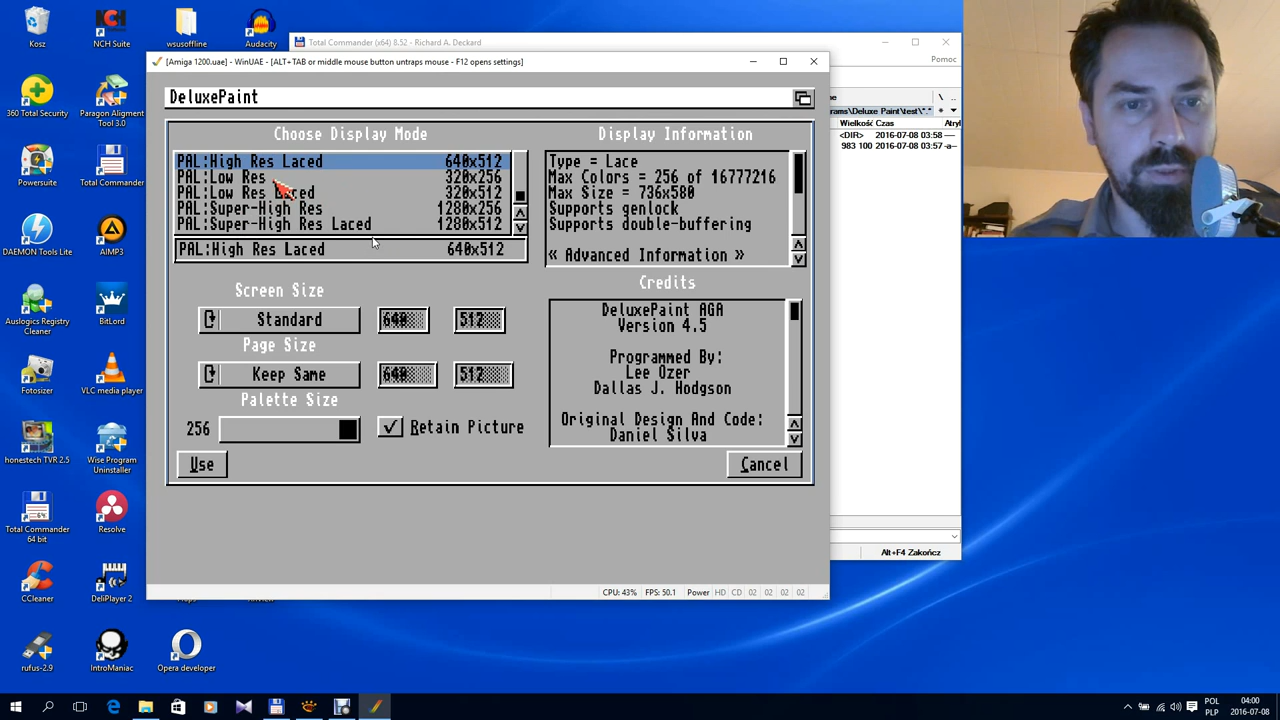 Kosz
NCH Suite
wsusoffline
Audacity
360 Total Security
Paragon Aligment
Tool 3.0
Powersuite
Total Commander
DAEMON Tools Lite
AIMP3
Auslogics Registry
Cleaner
BitLord
Fotosizer
VLC media player
honestech TVR 2.5
Wise Program
Uninstaller
Total Commander
64 bit
Resolve
CCleaner
DeliPlayer 2
rufus-2.9
IntroManiac
Opera developer
Total Commander (x64) 8.52 - Richard A. Deckard
Pomoc
[Amiga 1200.uae] - WinUAE - [ALT+TAB or middle mouse button untraps mouse - F12 opens settings]
DeluxePaint
Choose Display Mode
PAL:High Res Laced 640x512
PAL:Low Res 320x256
PAL:Low Res Laced 320x512
PAL:Super-High Res 1280x256
PAL:Super-High Res Laced 1280x512
PAL:High Res Laced 640x512
Screen Size
Standard 640 512
Page Size
Keep Same 640 512
Palette Size
256
Retain Picture
Use
Cancel
Display Information
Type = Lace
Max Colors = 256 of 16777216
Max Size = 736x580
Supports genlock
Supports double-buffering
« Advanced Information »
Credits
DeluxePaint AGA
Version 4.5
Programmed By:
Lee Ozer
Dallas J. Hodgson
Original Design And Code:
Daniel Silva
CPU: 43% FPS: 50.1 Power HD CD 02 02 02 02
me \ ..
rams\Deluxe Paint\test\*.* * 
Wielkość Czas Atryl
<DIR> 2016-07-08 03:58 ----
983 100 2016-07-08 03:57 -a--
Alt+F4 Zakończ
POL
PLP
04:00
2016-07-08